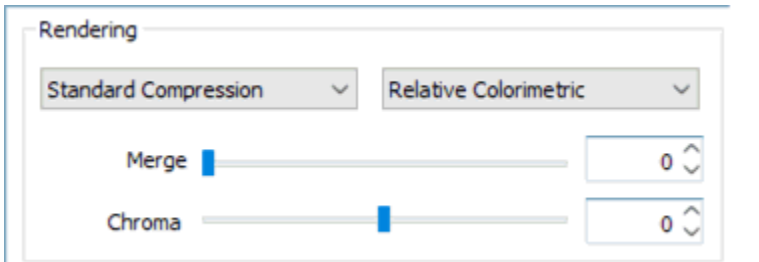 Rendering
Standard Compression Relative Colorimetric
Merge 0
Chroma 0